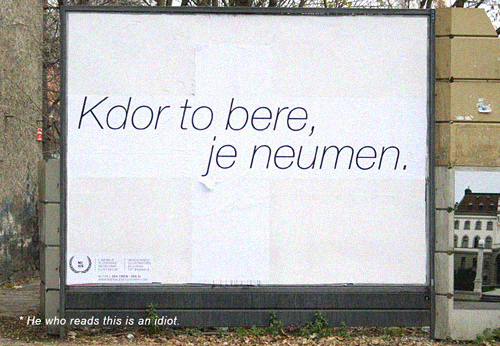 Kdor to bere,
je neumen.
* He who reads this is an idiot.